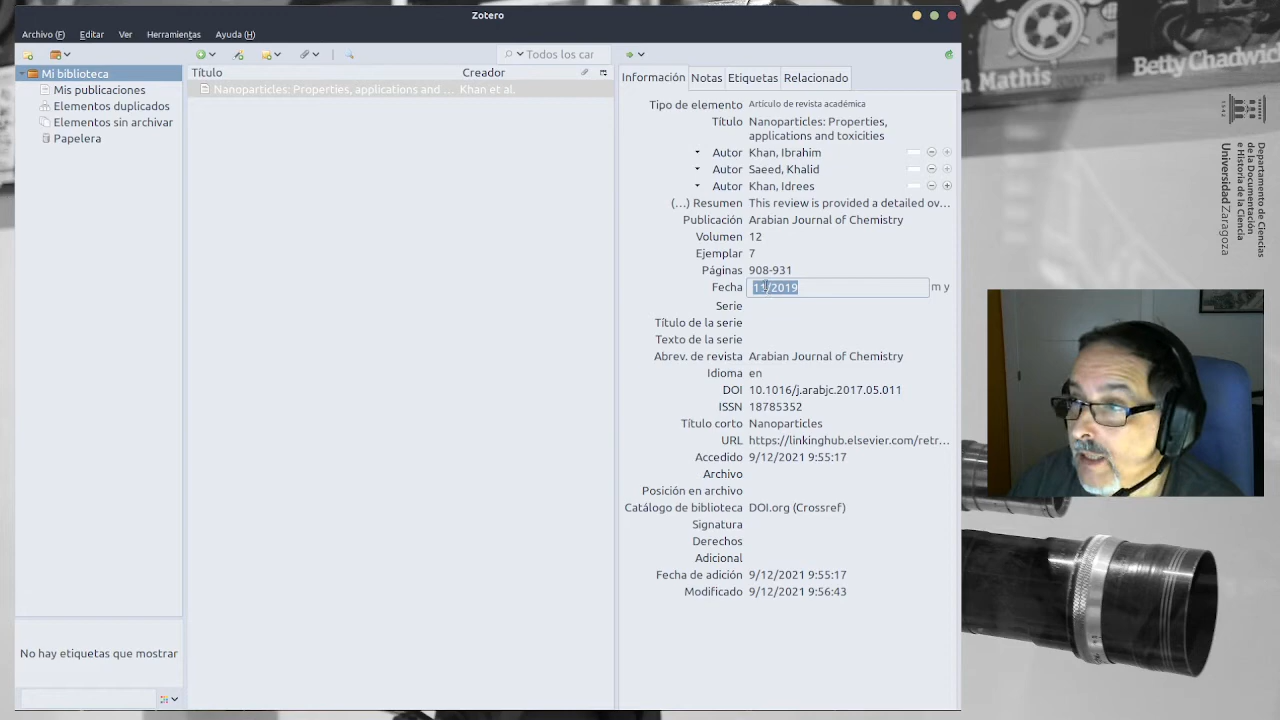 Zotero
Archivo (F) Editar Ver Herramientas Ayuda (H)
Todos los car
Mi biblioteca
Mis publicaciones
Elementos duplicados
Elementos sin archivar
Papelera
No hay etiquetas que mostrar
Título Creador
Nanoparticles: Properties, applications and ... Khan et al.
Información Notas Etiquetas Relacionado
Tipo de elemento Artículo de revista académica
Título Nanoparticles: Properties,
applications and toxicities
Autor Khan, Ibrahim
Autor Saeed, Khalid
Autor Khan, Idrees
(...) Resumen This review is provided a detailed ov...
Publicación Arabian Journal of Chemistry
Volumen 12
Ejemplar 7
Páginas 908-931
Fecha 11/2019 m y
Serie
Título de la serie
Texto de la serie
Abrev. de revista Arabian Journal of Chemistry
Idioma en
DOI 10.1016/j.arabjc.2017.05.011
ISSN 18785352
Título corto Nanoparticles
URL https://linkinghub.elsevier.com/retr...
Accedido 9/12/2021 9:55:17
Archivo
Posición en archivo
Catálogo de biblioteca DOI.org (Crossref)
Signatura
Derechos
Adicional
Fecha de adición 9/12/2021 9:55:17
Modificado 9/12/2021 9:56:43
n Mathis
Betty Chadwic
1542
Departamento de Ciencias
de la Documentación
e Historia de la Ciencia
Universidad Zaragoza